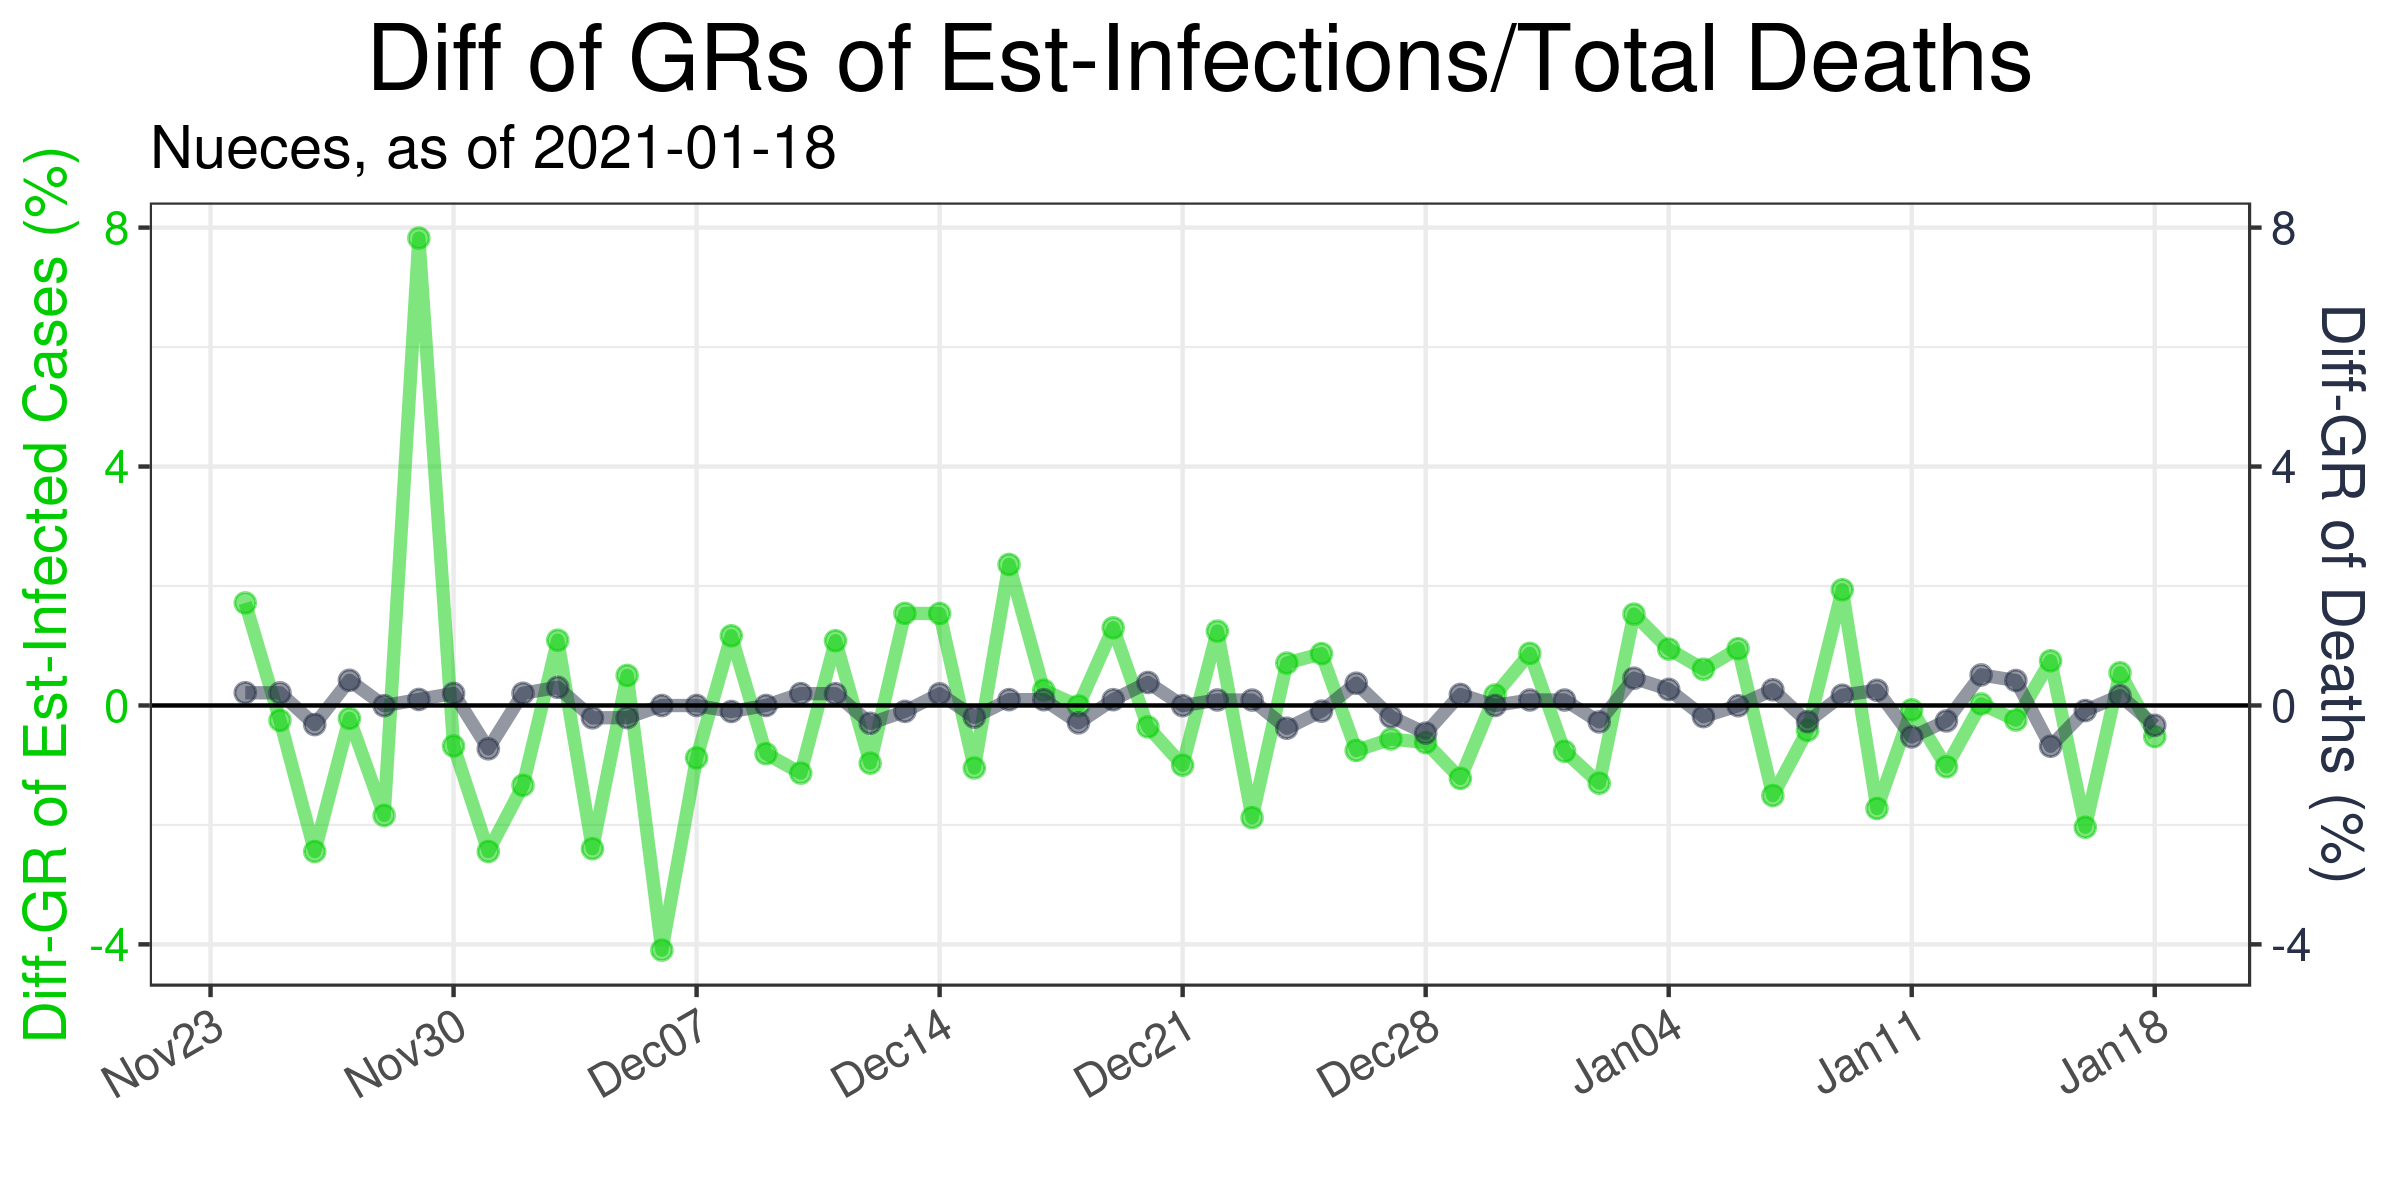 Diff of GRs of Est-Infections/Total Deaths
Nueces, as of 2021-01-18
Diff-GR of Est-Infected Cases (%)
8
4
0
-4
8
4
0
-4
Diff-GR of Deaths (%)
Nov23
Nov30
Dec07
Dec14
Dec21
Dec28
Jan04
Jan11
Jan18